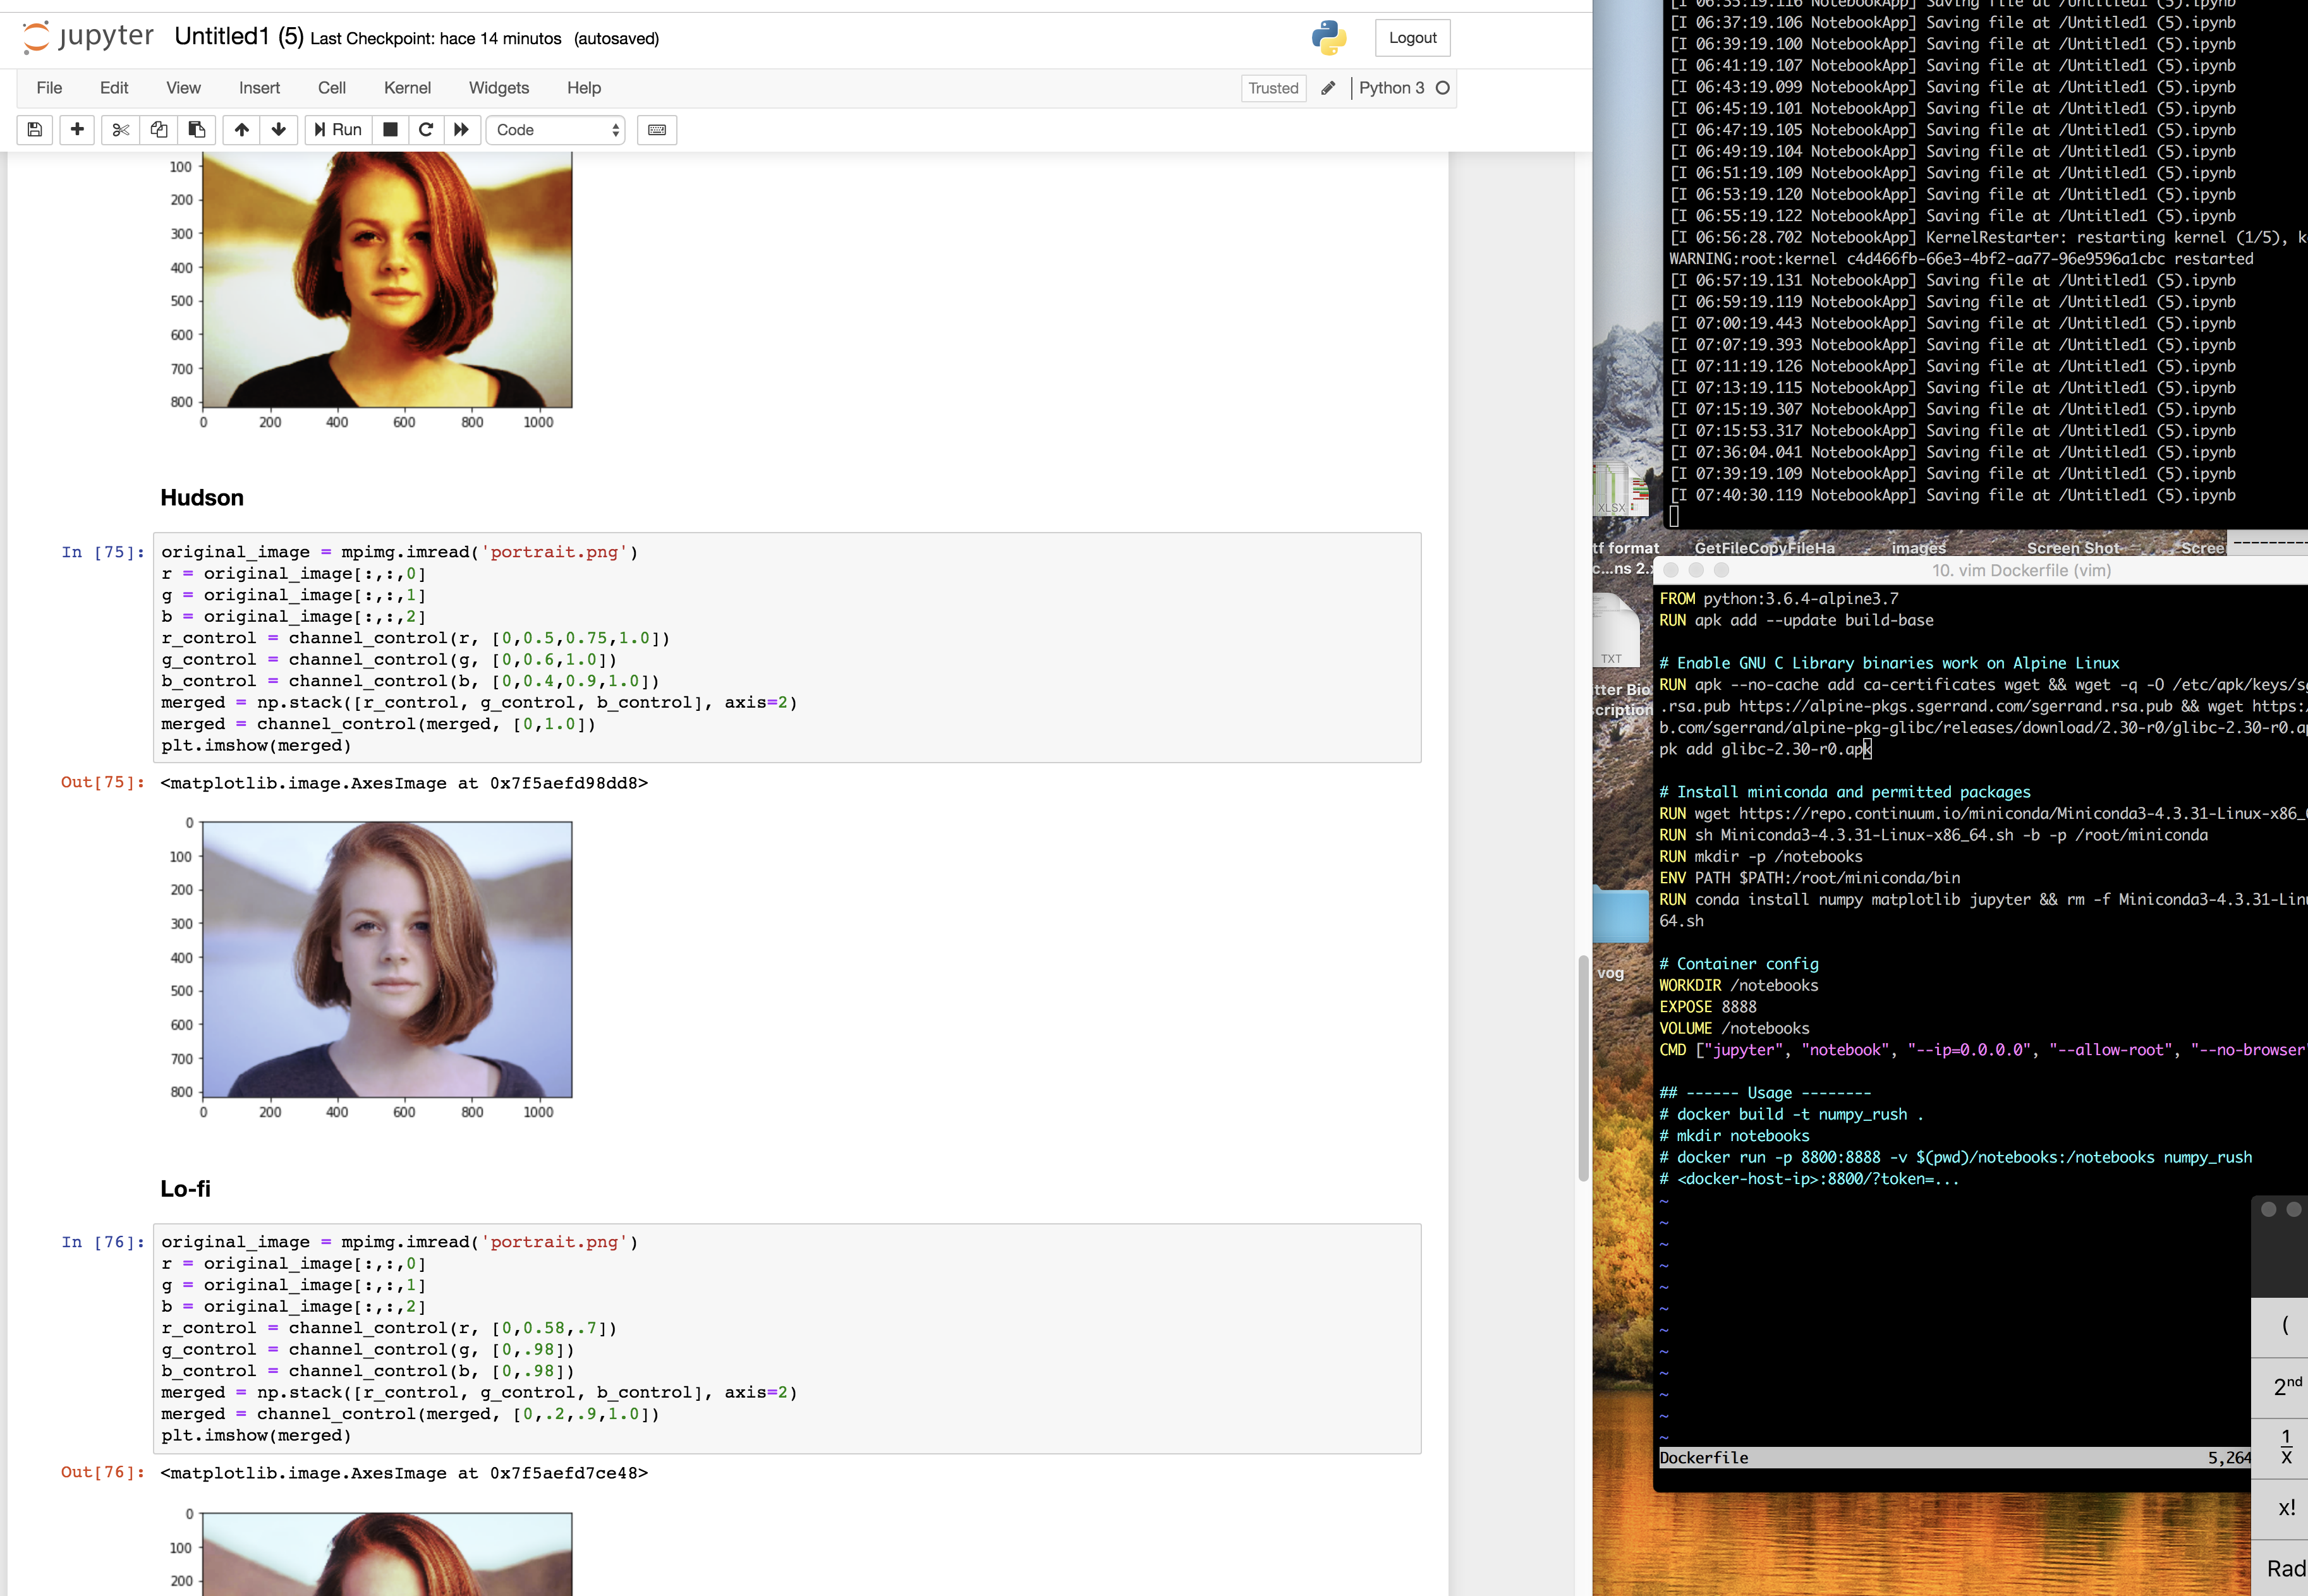 jupyter Untitled1 (5) Last Checkpoint: hace 14 minutos (autosaved)
Logout
File Edit View Insert Cell Kernel Widgets Help
Trusted Python 3
Run Code
100
200
300
400
500
600
700
800
0 200 400 600 800 1000
Hudson
In [75]:
original_image = mpimg.imread('portrait.png')
r = original_image[:,:,0]
g = original_image[:,:,1]
b = original_image[:,:,2]
r_control = channel_control(r, [0,0.5,0.75,1.0])
g_control = channel_control(g, [0,0.6,1.0])
b_control = channel_control(b, [0,0.4,0.9,1.0])
merged = np.stack([r_control, g_control, b_control], axis=2)
merged = channel_control(merged, [0,1.0])
plt.imshow(merged)
Out[75]: <matplotlib.image.AxesImage at 0x7f5aefd98dd8>
0
100
200
300
400
500
600
700
800
0 200 400 600 800 1000
Lo-fi
In [76]:
original_image = mpimg.imread('portrait.png')
r = original_image[:,:,0]
g = original_image[:,:,1]
b = original_image[:,:,2]
r_control = channel_control(r, [0,0.58,.7])
g_control = channel_control(g, [0,.98])
b_control = channel_control(b, [0,.98])
merged = np.stack([r_control, g_control, b_control], axis=2)
merged = channel_control(merged, [0,.2,.9,1.0])
plt.imshow(merged)
Out[76]: <matplotlib.image.AxesImage at 0x7f5aefd7ce48>
0
100
200
[I 06:35:19.116 NotebookApp] Saving file at /Untitled1 (5).ipynb
[I 06:37:19.106 NotebookApp] Saving file at /Untitled1 (5).ipynb
[I 06:39:19.100 NotebookApp] Saving file at /Untitled1 (5).ipynb
[I 06:41:19.107 NotebookApp] Saving file at /Untitled1 (5).ipynb
[I 06:43:19.099 NotebookApp] Saving file at /Untitled1 (5).ipynb
[I 06:45:19.101 NotebookApp] Saving file at /Untitled1 (5).ipynb
[I 06:47:19.105 NotebookApp] Saving file at /Untitled1 (5).ipynb
[I 06:49:19.104 NotebookApp] Saving file at /Untitled1 (5).ipynb
[I 06:51:19.109 NotebookApp] Saving file at /Untitled1 (5).ipynb
[I 06:53:19.120 NotebookApp] Saving file at /Untitled1 (5).ipynb
[I 06:55:19.122 NotebookApp] Saving file at /Untitled1 (5).ipynb
[I 06:56:28.702 NotebookApp] KernelRestarter: restarting kernel (1/5), k
WARNING:root:kernel c4d466fb-66e3-4bf2-aa77-96e9596a1cbc restarted
[I 06:57:19.131 NotebookApp] Saving file at /Untitled1 (5).ipynb
[I 06:59:19.119 NotebookApp] Saving file at /Untitled1 (5).ipynb
[I 07:00:19.443 NotebookApp] Saving file at /Untitled1 (5).ipynb
[I 07:07:19.393 NotebookApp] Saving file at /Untitled1 (5).ipynb
[I 07:11:19.126 NotebookApp] Saving file at /Untitled1 (5).ipynb
[I 07:13:19.115 NotebookApp] Saving file at /Untitled1 (5).ipynb
[I 07:15:19.307 NotebookApp] Saving file at /Untitled1 (5).ipynb
[I 07:15:53.317 NotebookApp] Saving file at /Untitled1 (5).ipynb
[I 07:36:04.041 NotebookApp] Saving file at /Untitled1 (5).ipynb
[I 07:39:19.109 NotebookApp] Saving file at /Untitled1 (5).ipynb
[I 07:40:30.119 NotebookApp] Saving file at /Untitled1 (5).ipynb
XLSX
tf format GetFileCopyFileHa images Screen Shot Scree
c...ns 2.
TXT
tter Bio
scription
vog
10. vim Dockerfile (vim)
FROM python:3.6.4-alpine3.7
RUN apk add --update build-base
# Enable GNU C Library binaries work on Alpine Linux
RUN apk --no-cache add ca-certificates wget && wget -q -O /etc/apk/keys/sg
.rsa.pub https://alpine-pkgs.sgerrand.com/sgerrand.rsa.pub && wget https:/
b.com/sgerrand/alpine-pkg-glibc/releases/download/2.30-r0/glibc-2.30-r0.ap
pk add glibc-2.30-r0.apk
# Install miniconda and permitted packages
RUN wget https://repo.continuum.io/miniconda/Miniconda3-4.3.31-Linux-x86_6
RUN sh Miniconda3-4.3.31-Linux-x86_64.sh -b -p /root/miniconda
RUN mkdir -p /notebooks
ENV PATH $PATH:/root/miniconda/bin
RUN conda install numpy matplotlib jupyter && rm -f Miniconda3-4.3.31-Linu
64.sh
# Container config
WORKDIR /notebooks
EXPOSE 8888
VOLUME /notebooks
CMD ["jupyter", "notebook", "--ip=0.0.0.0", "--allow-root", "--no-browser"
## ------ Usage --------
# docker build -t numpy_rush .
# mkdir notebooks
# docker run -p 8800:8888 -v $(pwd)/notebooks:/notebooks numpy_rush
# <docker-host-ip>:8800/?token=...
~
~
~
~
~
~
~
~
~
~
~
~
Dockerfile 5,264
(
2nd
1/x
x!
Rad